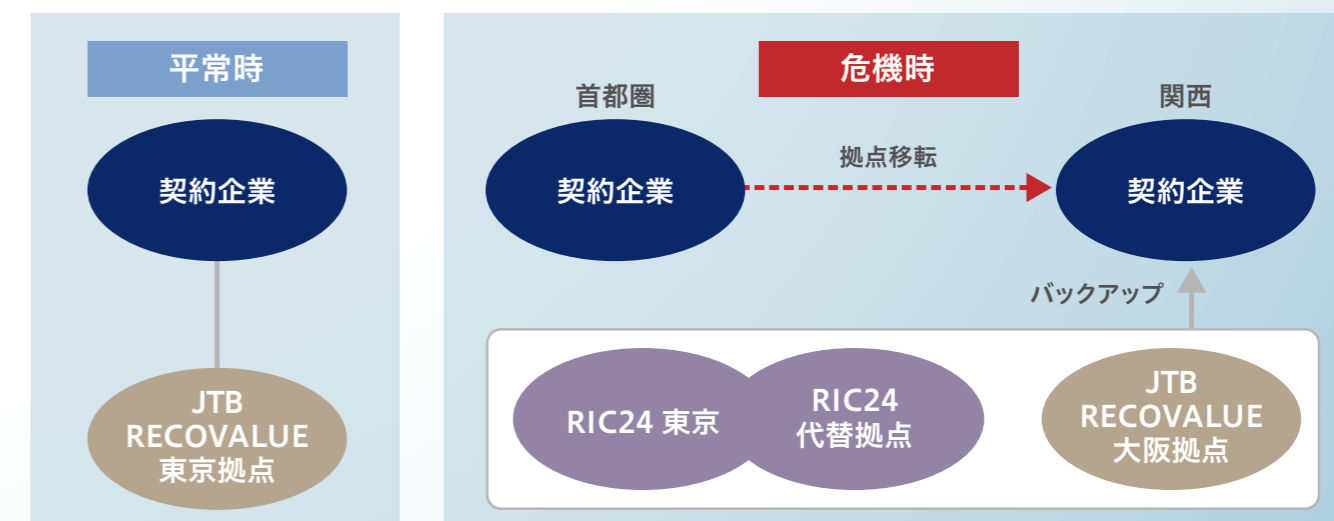 平常時
契約企業
JTB
RECOVALUE
東京拠点
危機時
首都圏
関西
契約企業
拠点移転
契約企業
バックアップ
RIC24 東京
RIC24
代替拠点
JTB
RECOVALUE
大阪拠点